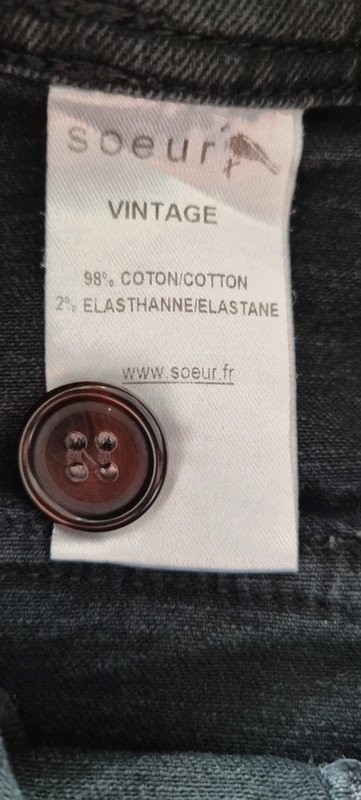 soeur
VINTAGE
98% COTON/COTTON
2% ELASTHANNE/ELASTANE
www.soeur.fr